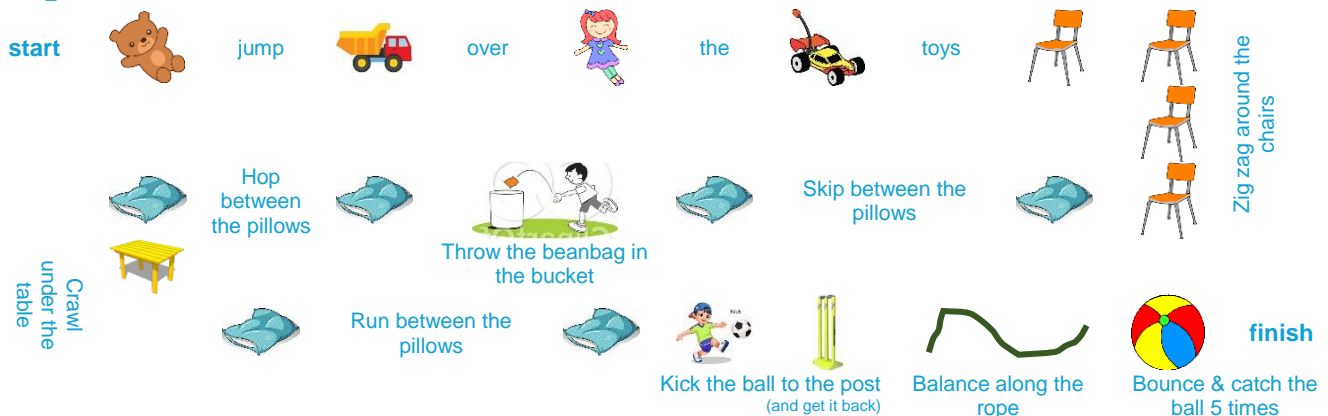 start
jump
over
the
toys
Zig zag around the
chairs
Hop
between
the pillows
Skip between the
pillows
Throw the beanbag in
the bucket
Crawl
under the
table
Run between the
pillows
Kick
Kick the ball to the post
(and get it back)
Balance along the
rope
Bounce & catch the
ball 5 times
finish